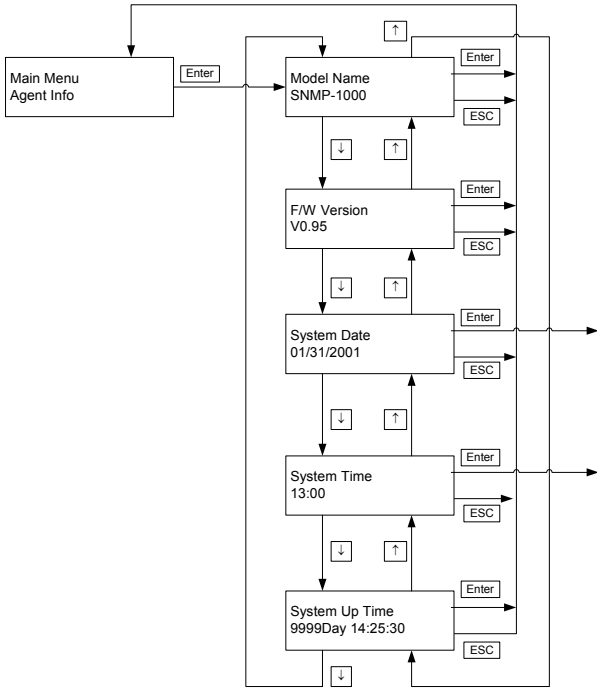 ↑
Main Menu
Agent Info
Enter
Model Name
SNMP-1000
Enter
ESC
↓
↑
F/W Version
V0.95
Enter
ESC
↓
↑
System Date
01/31/2001
Enter
ESC
↓
↑
System Time
13:00
Enter
ESC
↓
↑
System Up Time
9999Day 14:25:30
Enter
ESC
↓